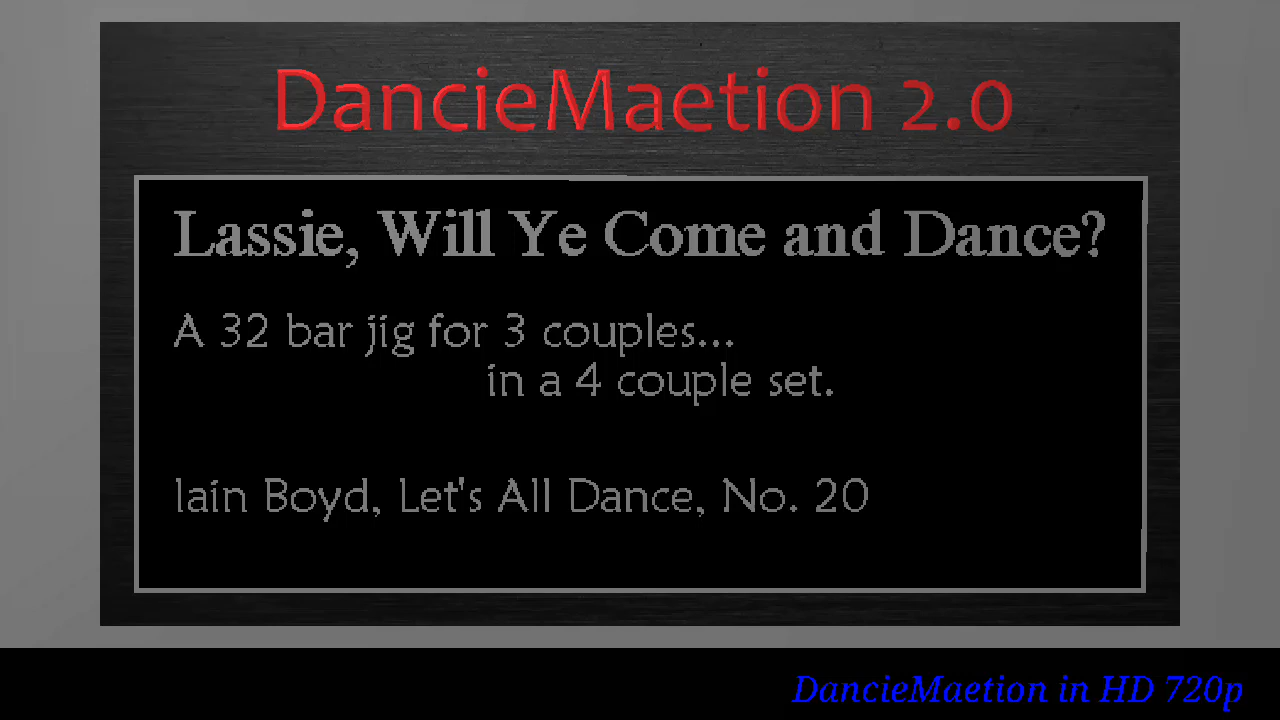 DancieMaetion 2.0
Lassie, Will Ye Come and Dance?
A 32 bar jig for 3 couples...
in a 4 couple set.
Iain Boyd, Let's All Dance, No. 20
DancieMaetion in HD 720p